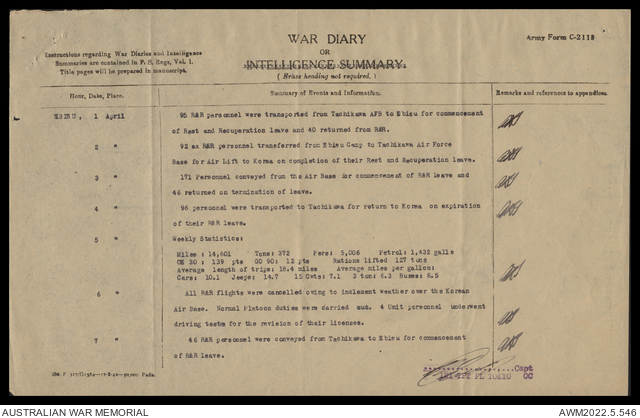 WAR DIARY
OR
INTELLIGENCE SUMMARY.
(Erase heading not required.)
Army Form C-2118
Instructions regarding War Diaries and Intelligence
Summaries are contained in F. S. Regs, Vol. 1.
Title pages will be prepared in manuscript.
Hour, Date, Place.
Summary of Events and Information.
Remarks and references to appendices.
EBISU, 1 April
95 R&R personnel were transported from Tachikawa AFB to Ebisu for commencement
of Rest and Recuperation leave and 40 returned from R&R.
2 "
92 ex R&R personnel transferred from Ebisu Camp to Tachikawa Air Force
Base for Air Lift to Korea on completion of their Rest and Recuperation leave.
3 "
171 Personnel conveyed from the Air Base for commencement of R&R leave and
46 returned on termination of leave.
4 "
96 personnel were transported to Tachikawa for return to Korea on expiration
of their R&R leave.
5 "
Weekly Statistics:
Miles : 14,601 Tons: 372 Pers: 5,006 Petrol: 1,432 galls
OE 30 : 139 pts GO 90: 12 pts Rations lifted 127 tons
Average length of trips: 18.4 miles Average miles per gallon:
Cars: 10.1 Jeeps: 14.7 15 Cwts: 7.1 3 ton: 6.3 Buses: 8.5
6 "
All R&R flights were cancelled owing to inclement weather over the Korean
Air Base. Normal Platoon duties were carried out. 4 Unit personnel underwent
driving tests for the revision of their licenses.
7 "
46 R&R personnel were conveyed from Tachikawa to Ebisu for commencement
of R&R leave.
Capt
PL TOKYO OC
AUSTRALIAN WAR MEMORIAL
AWM2022.5.546